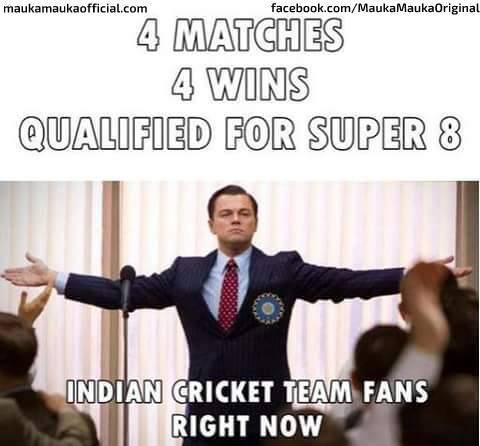 maukamaukaofficial.com
facebook.com/MaukaMaukaOriginal
4 MATCHES
4 WINS
QUALIFIED FOR SUPER 8
INDIAN CRICKET TEAM FANS
RIGHT NOW